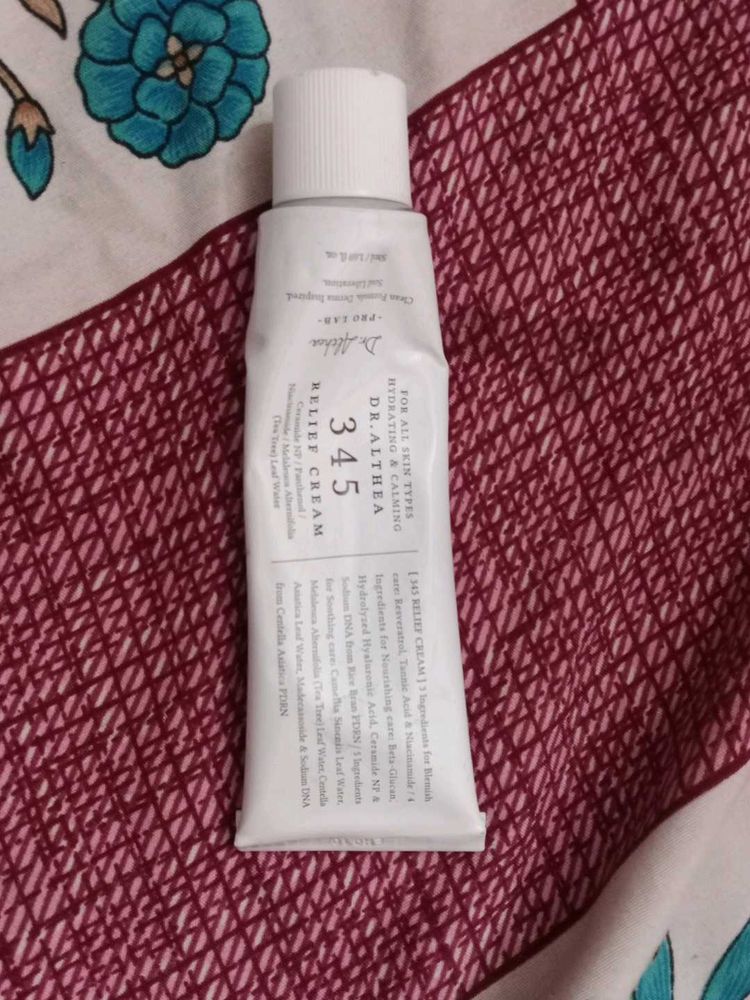 50ml / 1.69 fl. oz.
Soul Liberation.
Clean Formula Derma Inspired.
- PRO LAB -
Dr. Althea
FOR ALL SKIN TYPES
HYDRATING & CALMING
DR. ALTHEA
345
RELIEF CREAM
Ceramide NP / Panthenol /
Niacinamide / Melaleuca Alternifolia
(Tea Tree) Leaf Water
[ 345 RELIEF CREAM ] 3 Ingredients for Blemish
care: Resveratrol, Tannic Acid & Niacinamide / 4
Ingredients for Nourishing care: Beta-Glucan,
Hydrolyzed Hyaluronic Acid, Ceramide NP &
Sodium DNA from Rice Bran PDRN / 5 Ingredients
for Soothing care: Camellia Sinensis Leaf Water,
Melaleuca Alternifolia (Tea Tree) Leaf Water, Centella
Asiatica Leaf Water, Madecassoside & Sodium DNA
from Centella Asiatica PDRN